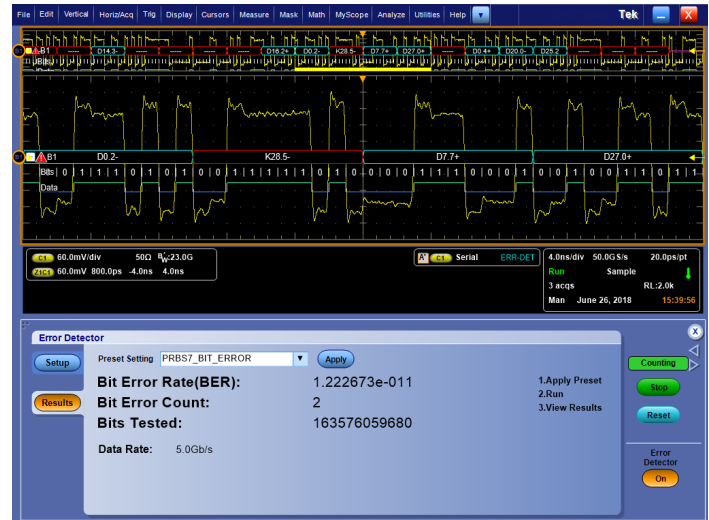 File Edit Vertical Horiz/Acq Trig Display Cursors Measure Mask Math MyScope Analyze Utilities Help Tek X
B1 B1 D14.3- D16.2+ D0.2- K28.5- D7.7+ D27.0+ D0.4+ D20.0- D25.2
Bits
B1 B1 D0.2- K28.5- D7.7+ D27.0+
Bits 0 1 1 1 1 0 1 0 0 0 1 1 1 1 1 0 1 0 0 0 0 1 1 1 0 0 0 1 0 0 1 0 0 1 1
Data
C1 60.0mV/div 50Ω BW:23.0G
Z1C1 60.0mV 800.0ps -4.0ns 4.0ns
A' C1 Serial ERR-DET
4.0ns/div 50.0GS/s 20.0ps/pt
Run Sample
3 acqs RL:2.0k
Man June 26, 2018 15:39:56
Error Detector
X
Setup
Results
Preset Setting PRBS7_BIT_ERROR Apply
Bit Error Rate(BER): 1.222673e-011
Bit Error Count: 2
Bits Tested: 163576059680
Data Rate: 5.0Gb/s
1.Apply Preset
2.Run
3.View Results
Counting
Stop
Reset
Error
Detector
On